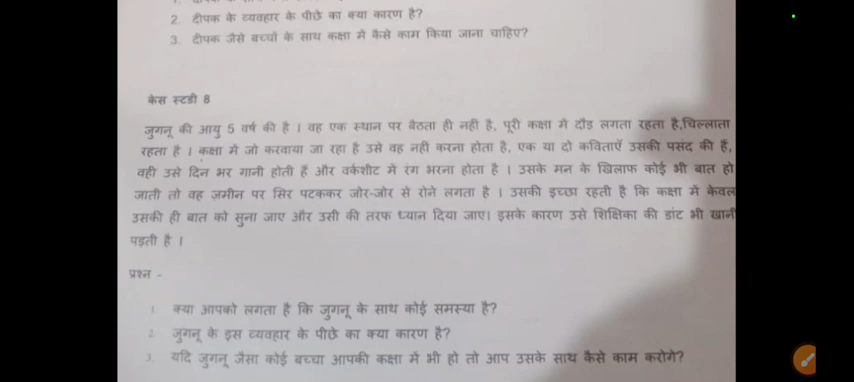 2. दीपक के व्यवहार के पीछे का क्या कारण है?
3. दीपक जैसे बच्चों के साथ कक्षा में कैसे काम किया जाना चाहिए?
केस स्टडी 8
जुगनू की आयु 5 वर्ष की है । वह एक स्थान पर बैठता ही नहीं है, पूरी कक्षा में दौड़ लगता रहता है,चिल्लाता
रहता है । कक्षा में जो करवाया जा रहा है उसे वह नही करना होता है, एक या दो कविताएँ उसकी पसंद की हैं,
वही उसे दिन भर गानी होती हैं और वर्कशीट में रंग भरना होता है । उसके मन के खिलाफ कोई भी बात हो
जाती तो वह ज़मीन पर सिर पटककर जोर-जोर से रोने लगता है । उसकी इच्छा रहती है कि कक्षा में केवल
उसकी ही बात को सुना जाए और उसी की तरफ ध्यान दिया जाए। इसके कारण उसे शिक्षिका की डांट भी खानी
पड़ती है ।
प्रश्न -
1. क्या आपको लगता है कि जुगनू के साथ कोई समस्या है?
2. जुगनू के इस व्यवहार के पीछे का क्या कारण है?
3. यदि जुगनू जैसा कोई बच्चा आपकी कक्षा में भी हो तो आप उसके साथ कैसे काम करोगे?